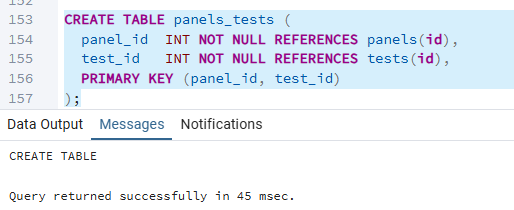 152
153 CREATE TABLE panels_tests (
154   panel_id  INT NOT NULL REFERENCES panels(id),
155   test_id   INT NOT NULL REFERENCES tests(id),
156   PRIMARY KEY (panel_id, test_id)
157 );
Data Output Messages Notifications
CREATE TABLE
Query returned successfully in 45 msec.